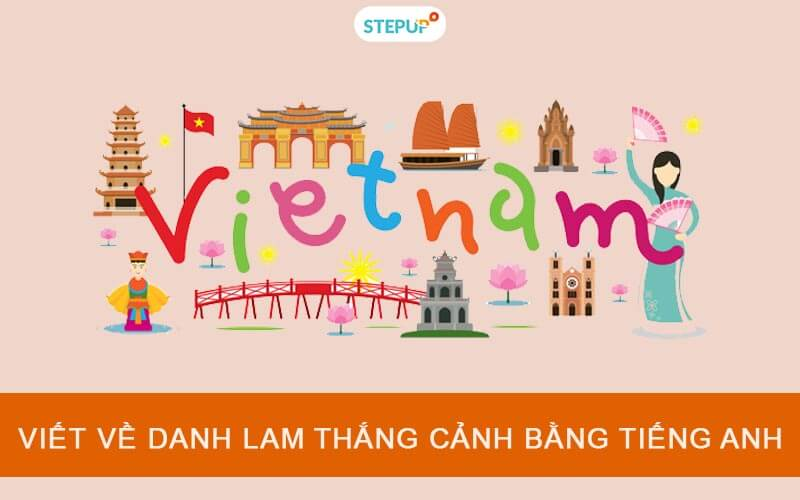 STEPUP
Vietnam
VIẾT VỀ DANH LAM THẮNG CẢNH BẰNG TIẾNG ANH